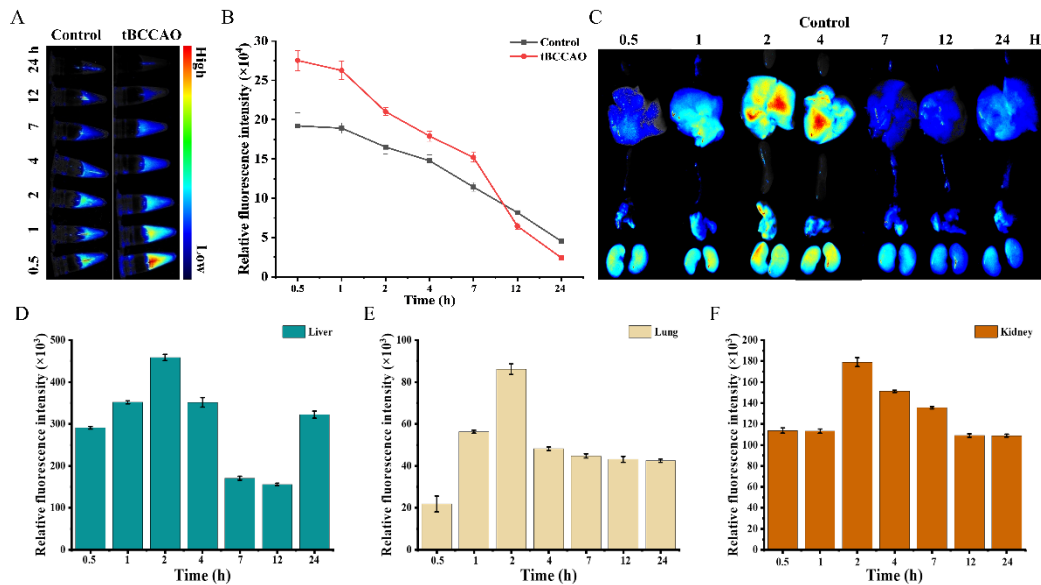 A
Control
tBCCAO
h
24
12
7
4
2
1
0.5
High
Low
B
Relative fluorescence intensity (×10⁴)
30
25
20
15
10
5
0
0.5 1 2 4 7 12 24
Time (h)
Control
tBCCAO
C
Control
0.5 1 2 4 7 12 24 H
D
Relative fluorescence intensity (×10³)
500
400
300
200
100
0
0.5 1 2 4 7 12 24
Time (h)
Liver
E
Relative fluorescence intensity (×10³)
100
80
60
40
20
0
0.5 1 2 4 7 12 24
Time (h)
Lung
F
Relative fluorescence intensity (×10³)
200
180
160
140
120
100
80
60
40
20
0
0.5 1 2 4 7 12 24
Time (h)
Kidney